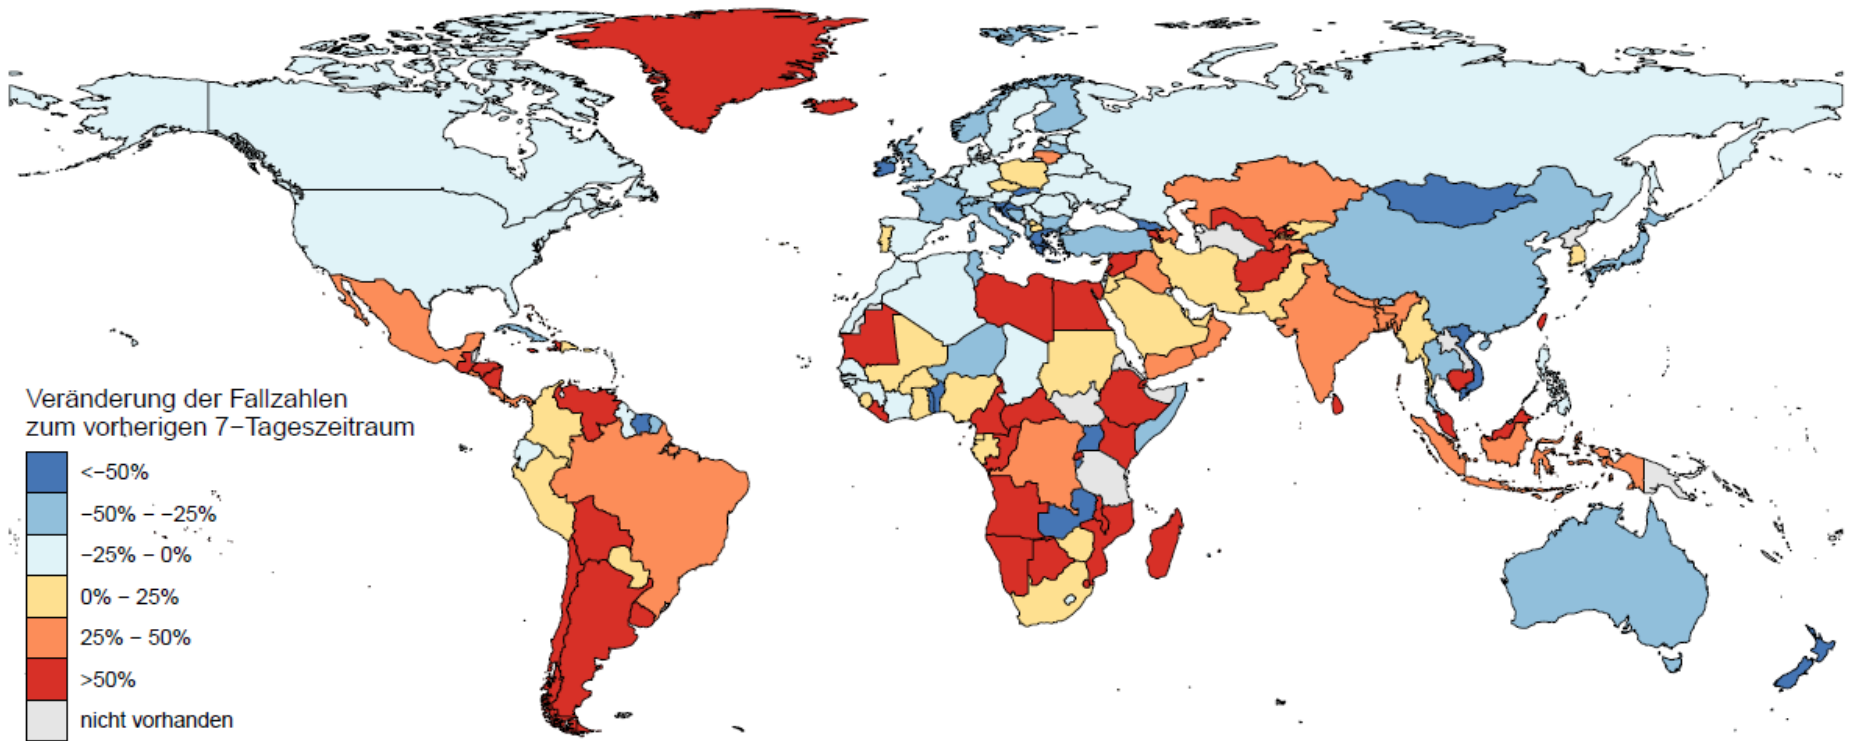 Veränderung der Fallzahlen
zum vorherigen 7−Tageszeitraum
<−50%
−50% − −25%
−25% − 0%
0% − 25%
25% − 50%
>50%
nicht vorhanden